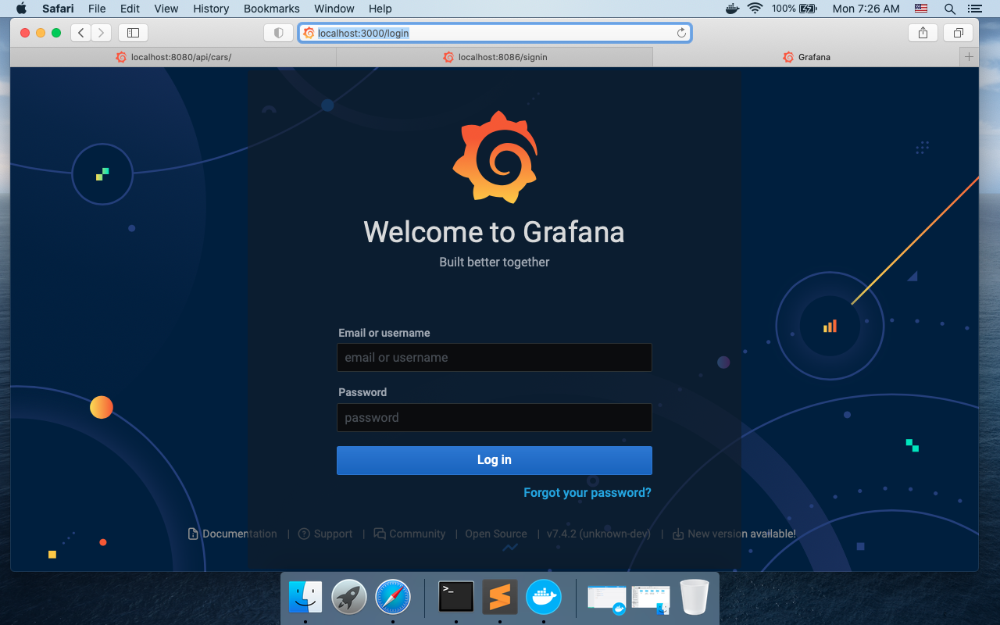 Safari File Edit View History Bookmarks Window Help 100% Mon 7:26 AM
localhost:3000/login
localhost:8080/api/cars/ localhost:8086/signin Grafana
Welcome to Grafana
Built better together
Email or username
email or username
Password
password
Log in
Forgot your password?
Documentation | Support | Community | Open Source | v7.4.2 (unknown-dev) | New version available!
>_